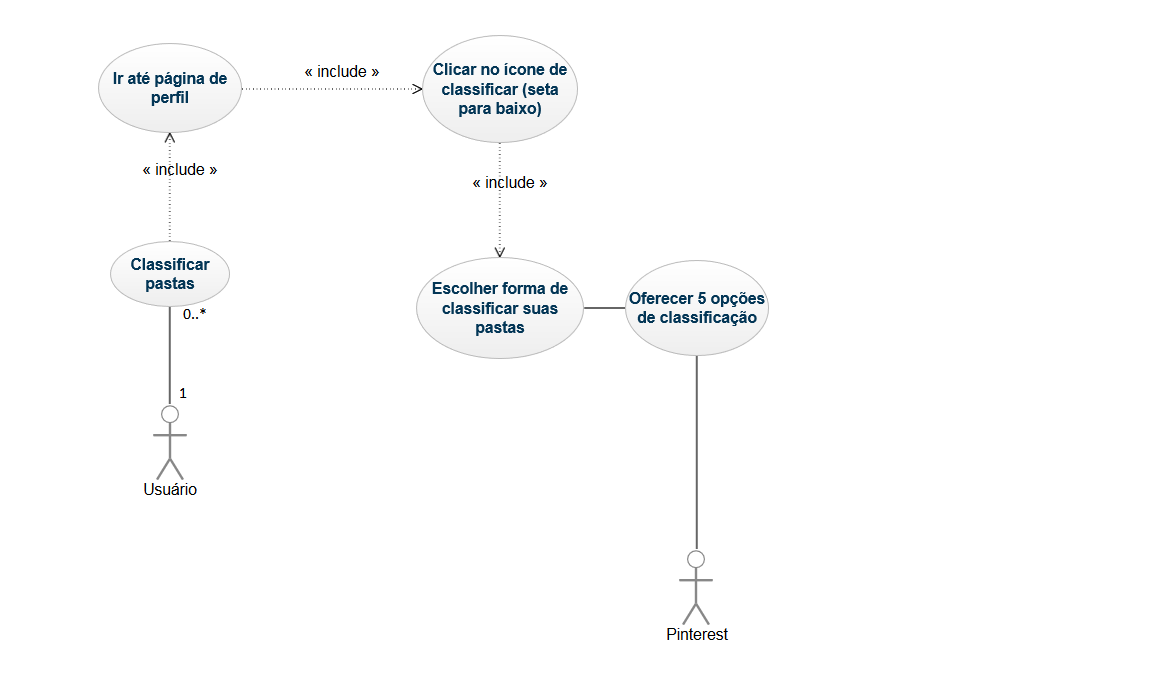 Ir até página de
perfil
« include »
Clicar no ícone de
classificar (seta
para baixo)
« include »
« include »
Classificar
pastas
0..*
1
Usuário
Escolher forma de
classificar suas
pastas
Oferecer 5 opções
de classificação
Pinterest